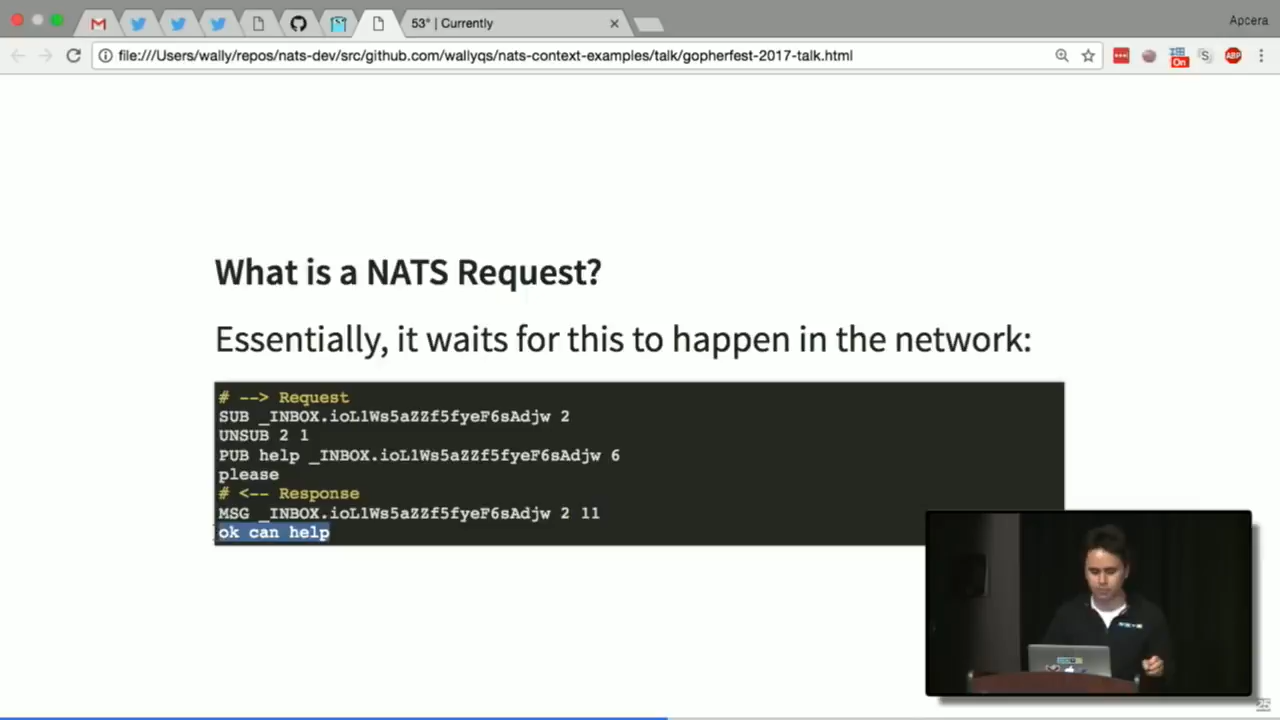 53° | Currently
Apcera
file:///Users/wally/repos/nats-dev/src/github.com/wallyqs/nats-context-examples/talk/gopherfest-2017-talk.html
On
ABP
What is a NATS Request?
Essentially, it waits for this to happen in the network:
# --> Request
SUB _INBOX.ioL1Ws5aZZf5fyeF6sAdjw 2
UNSUB 2 1
PUB help _INBOX.ioL1Ws5aZZf5fyeF6sAdjw 6
please
# <-- Response
MSG _INBOX.ioL1Ws5aZZf5fyeF6sAdjw 2 11
ok can help